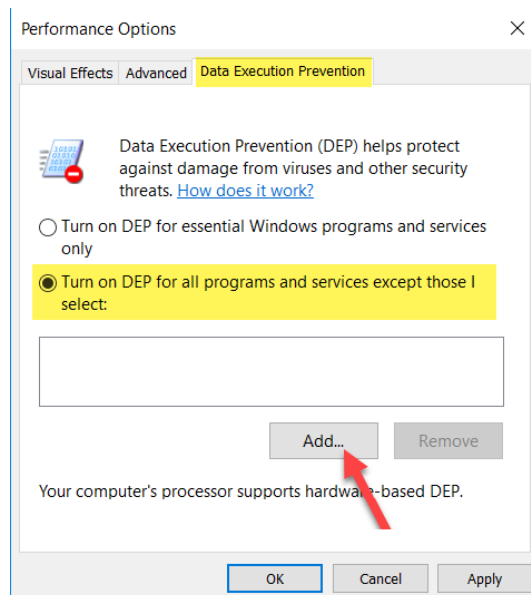 Performance Options
Visual Effects Advanced Data Execution Prevention
Data Execution Prevention (DEP) helps protect
against damage from viruses and other security
threats. How does it work?
Turn on DEP for essential Windows programs and services
only
Turn on DEP for all programs and services except those I
select:
Add... Remove
Your computer's processor supports hardware-based DEP.
OK Cancel Apply